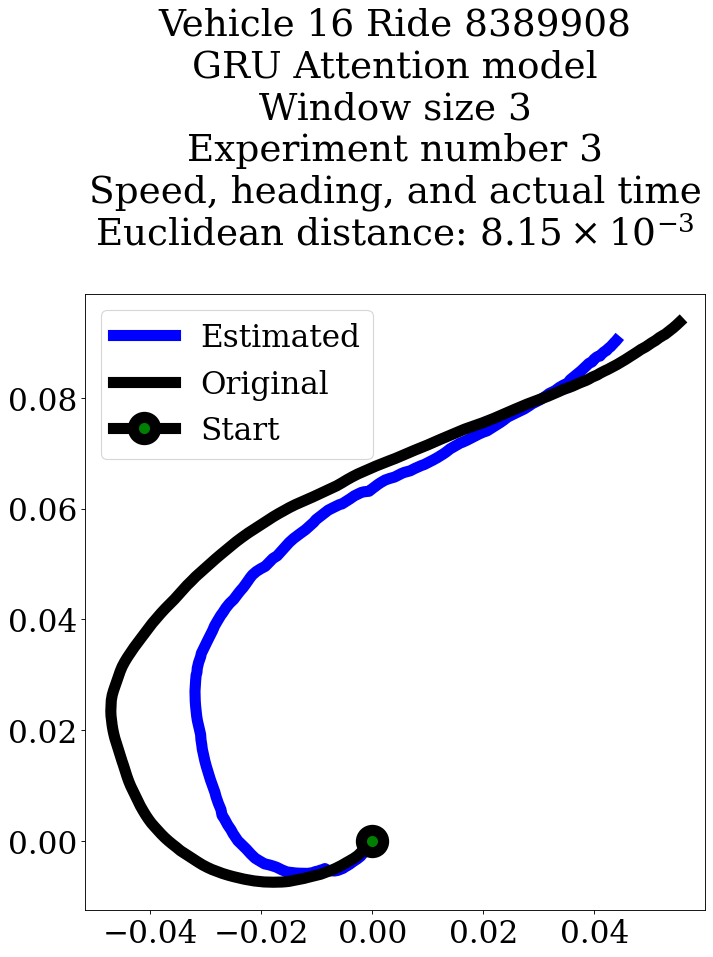 Vehicle 16 Ride 8389908
GRU Attention model
Window size 3
Experiment number 3
Speed, heading, and actual time
Euclidean distance: 8.15 × 10⁻³
Estimated
Original
Start
0.08
0.06
0.04
0.02
0.00
−0.04 −0.02 0.00 0.02 0.04